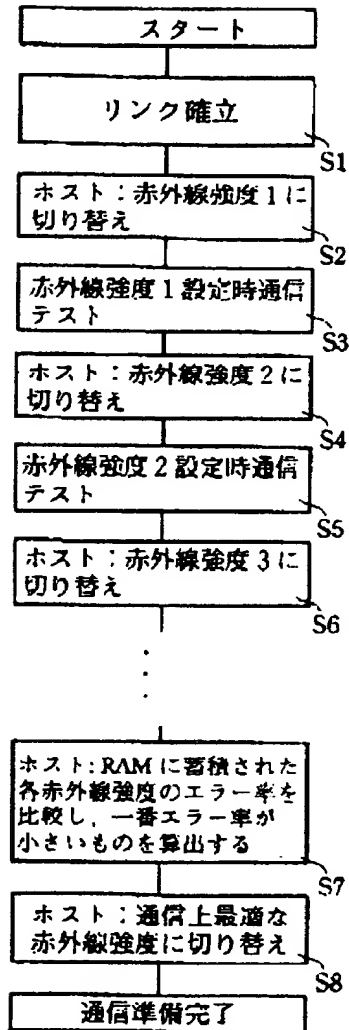 スタート
リンク確立
S1
ホスト：赤外線強度1に
切り替え
S2
赤外線強度1設定時通信
テスト
S3
ホスト：赤外線強度2に
切り替え
S4
赤外線強度2設定時通信
テスト
S5
ホスト：赤外線強度3に
切り替え
S6
ホスト：RAMに蓄積された
各赤外線強度のエラー率を
比較し，一番エラー率が
小さいものを算出する
S7
ホスト：通信上最適な
赤外線強度に切り替え
S8
通信準備完了